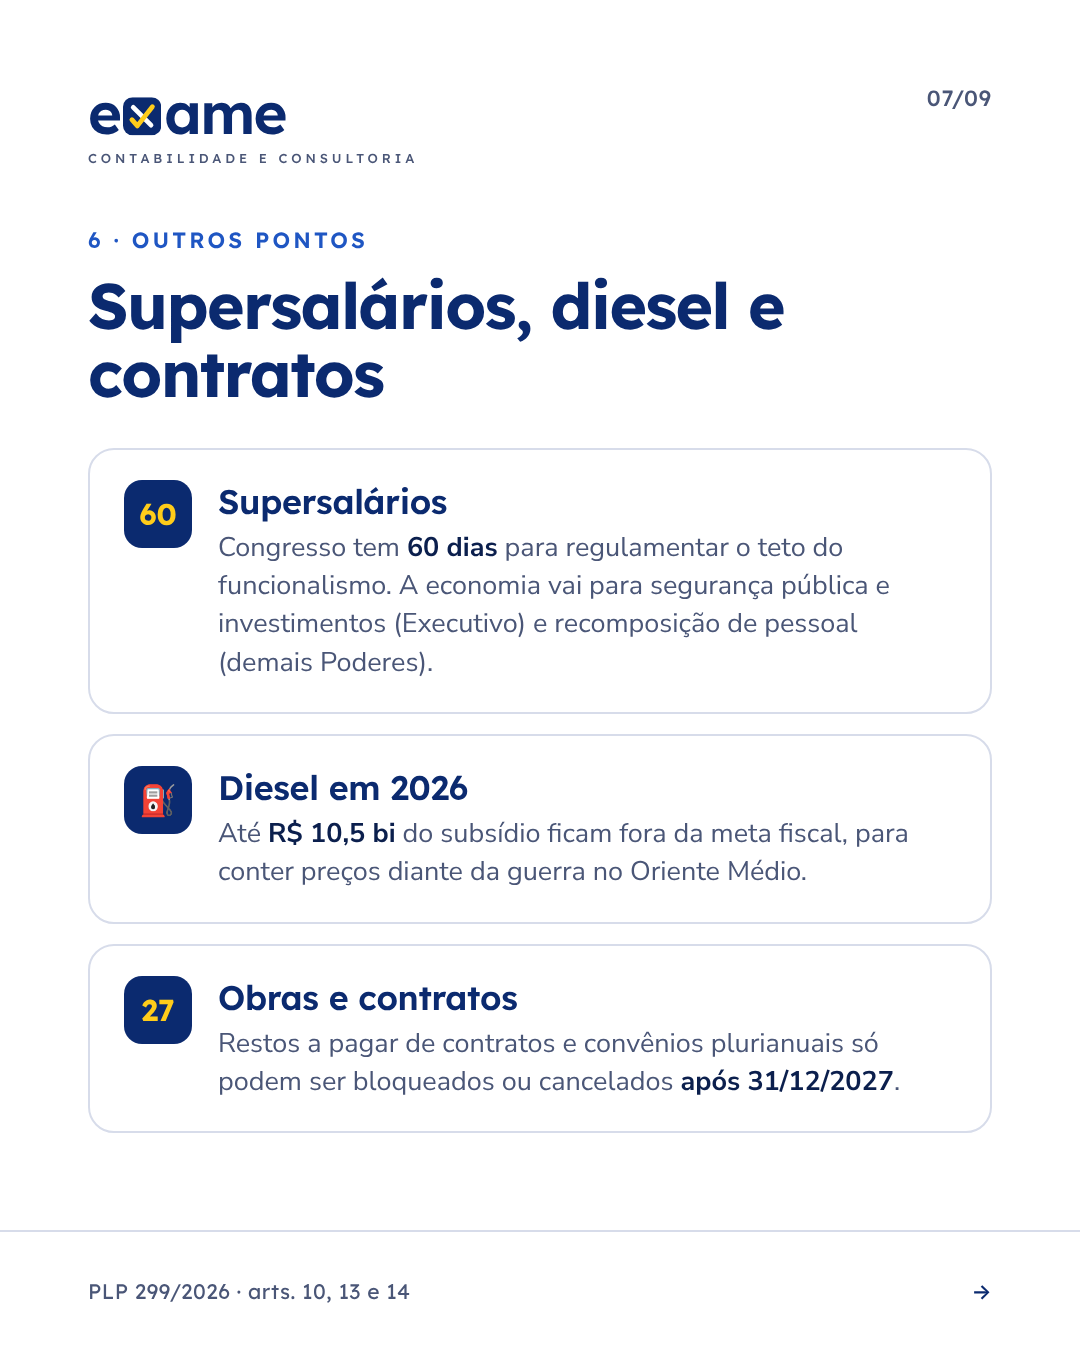 exame
07/09
CONTABILIDADE E CONSULTORIA
6 · OUTROS PONTOS
Supersalários, diesel e
contratos
60
Supersalários
Congresso tem 60 dias para regulamentar o teto do
funcionalismo. A economia vai para segurança pública e
investimentos (Executivo) e recomposição de pessoal
(demais Poderes).
Diesel em 2026
Até R$ 10,5 bi do subsídio ficam fora da meta fiscal, para
conter preços diante da guerra no Oriente Médio.
27
Obras e contratos
Restos a pagar de contratos e convênios plurianuais só
podem ser bloqueados ou cancelados após 31/12/2027.
PLP 299/2026 · arts. 10, 13 e 14 →